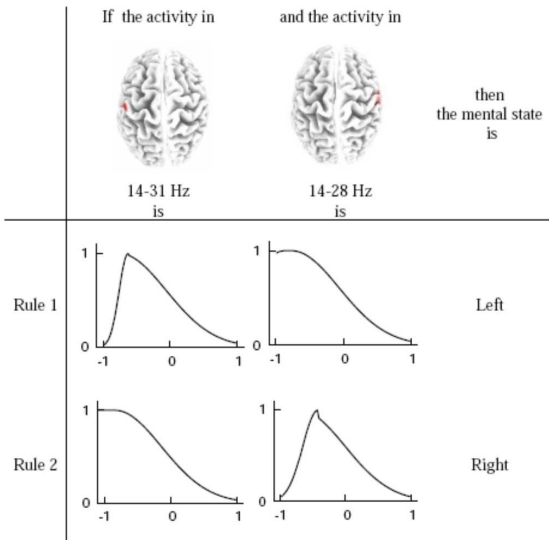 If the activity in
and the activity in
then
the mental state
is
14-31 Hz
is
14-28 Hz
is
Rule 1
1
0
-1 0 1
1
0
-1 0 1
Left
Rule 2
1
0
-1 0 1
1
0
-1 0 1
Right